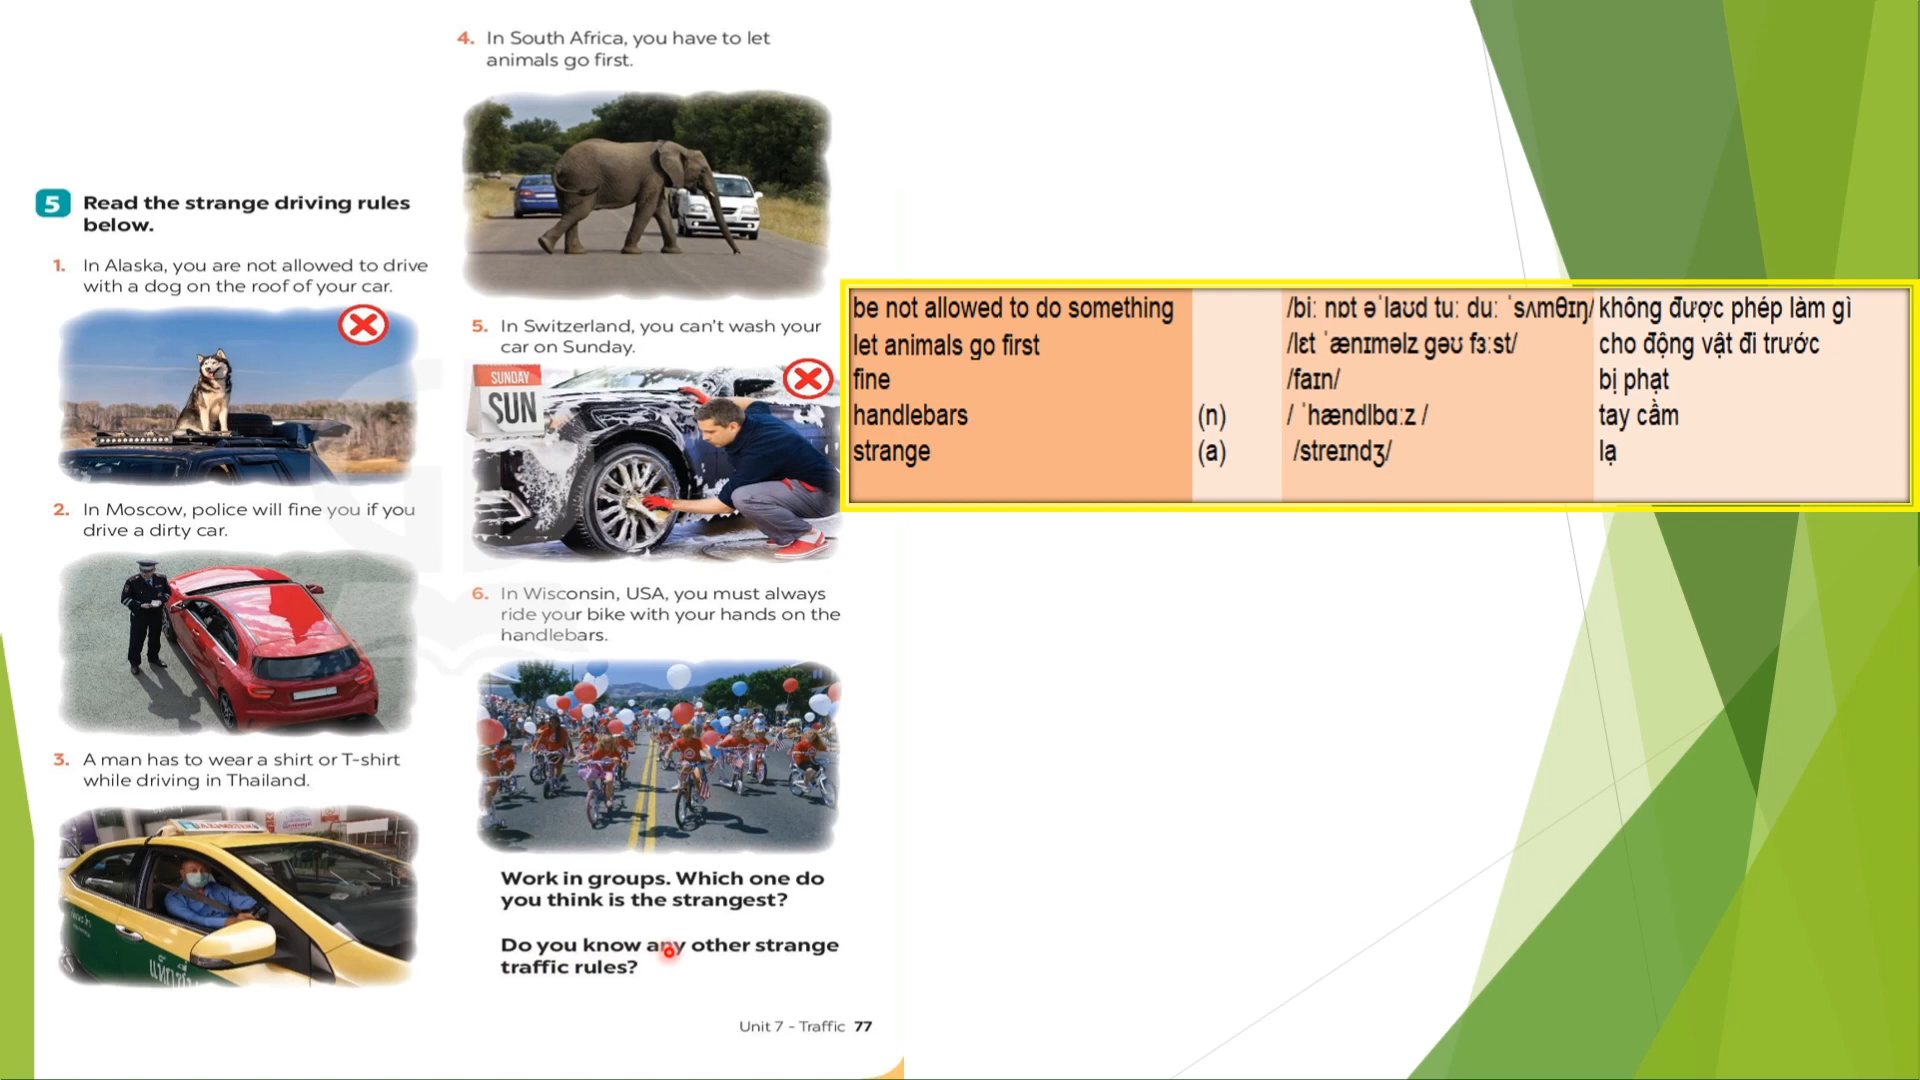 5 Read the strange driving rules
below.
1. In Alaska, you are not allowed to drive
with a dog on the roof of your car.
2. In Moscow, police will fine you if you
drive a dirty car.
3. A man has to wear a shirt or T-shirt
while driving in Thailand.
4. In South Africa, you have to let
animals go first.
5. In Switzerland, you can't wash your
car on Sunday.
SUNDAY
SUN
6. In Wisconsin, USA, you must always
ride your bike with your hands on the
handlebars.
Work in groups. Which one do
you think is the strangest?
Do you know any other strange
traffic rules?
Unit 7 - Traffic 77
be not allowed to do something /biː nɒt əˈlaʊd tuː duː ˈsʌmθɪŋ/ không được phép làm gì
let animals go first /lɛt ˈænɪməlz gəʊ fɜːst/ cho động vật đi trước
fine /faɪn/ bị phạt
handlebars (n) / ˈhændlbɑːz / tay cầm
strange (a) /streɪndʒ/ lạ